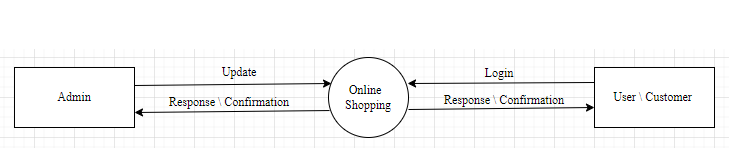 Update
Login
Admin
Response \ Confirmation
Online
Shopping
Response \ Confirmation
User \ Customer